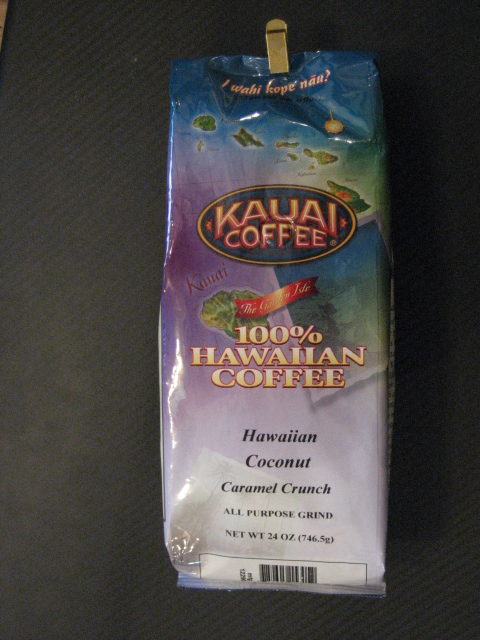 I wahi kope nāu?
KAUAI
COFFEE®
Kauai
The Garden Isle
100%
HAWAIIAN
COFFEE
Hawaiian
Coconut
Caramel Crunch
ALL PURPOSE GRIND
NET WT 24 OZ (746.5g)